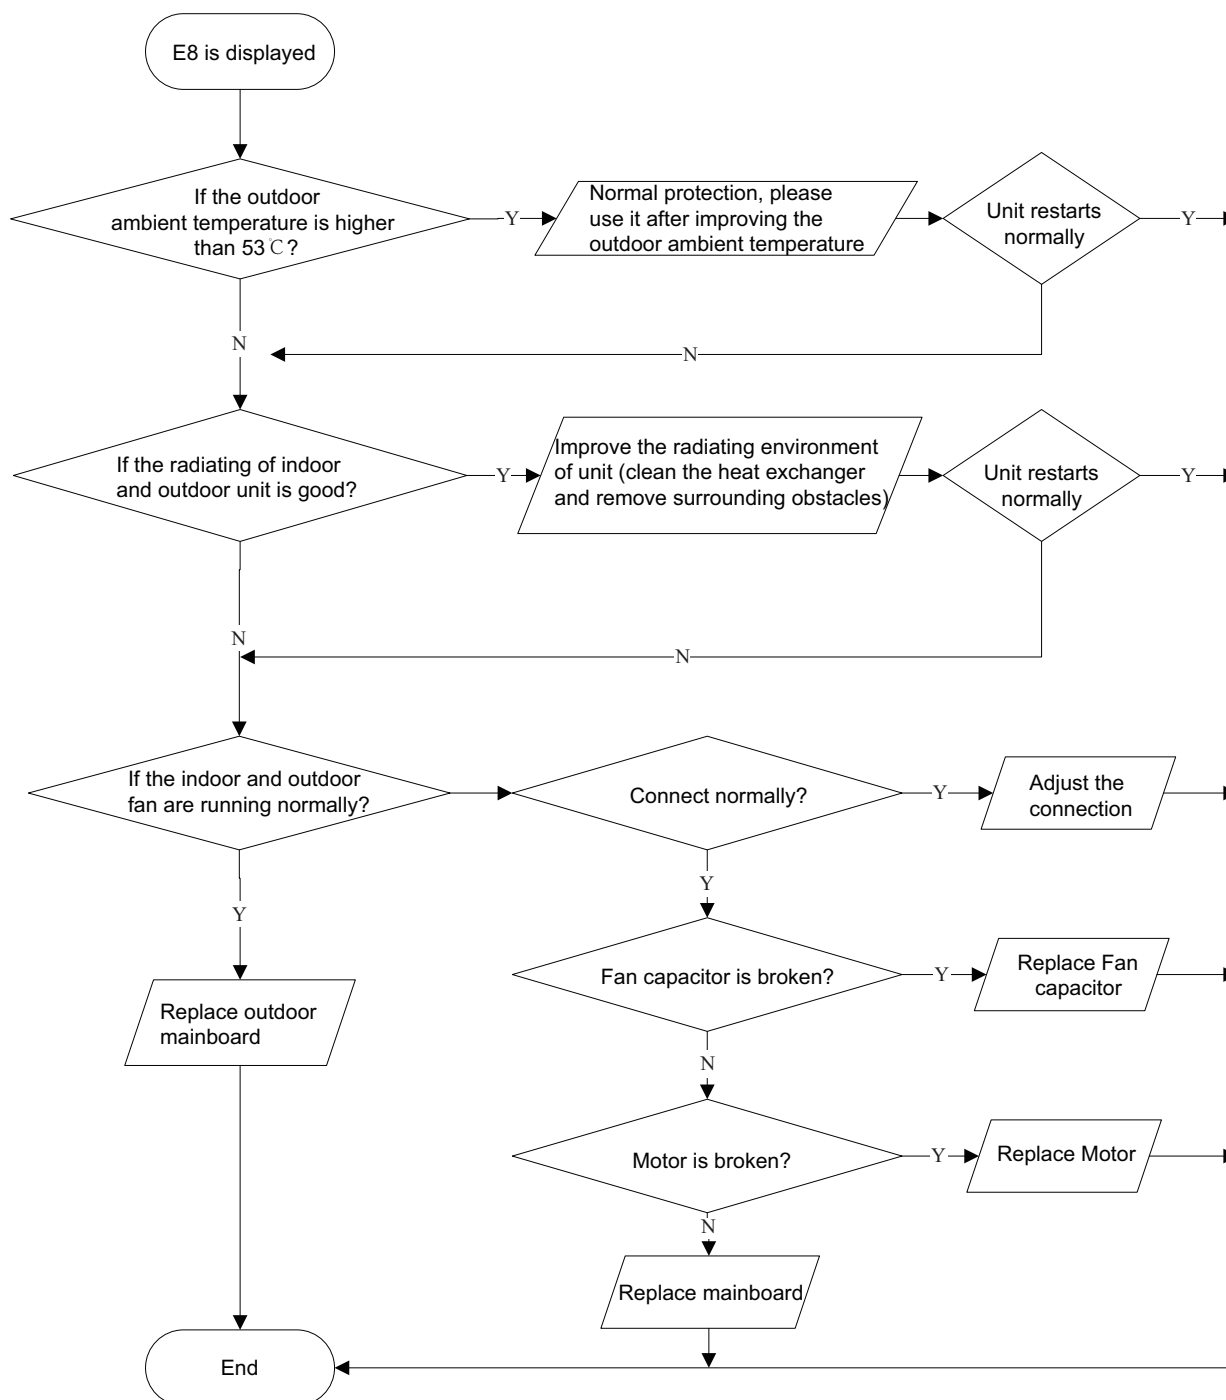 E8 is displayed
If the outdoor
ambient temperature is higher
than 53℃?
Y
Normal protection, please
use it after improving the
outdoor ambient temperature
Unit restarts
normally
Y
N
N
If the radiating of indoor
and outdoor unit is good?
Y
Improve the radiating environment
of unit (clean the heat exchanger
and remove surrounding obstacles)
Unit restarts
normally
Y
N
N
If the indoor and outdoor
fan are running normally?
Connect normally?
Y
Adjust the
connection
Y
Y
Fan capacitor is broken?
Y
Replace Fan
capacitor
Replace outdoor
mainboard
N
Motor is broken?
Y
Replace Motor
N
Replace mainboard
End